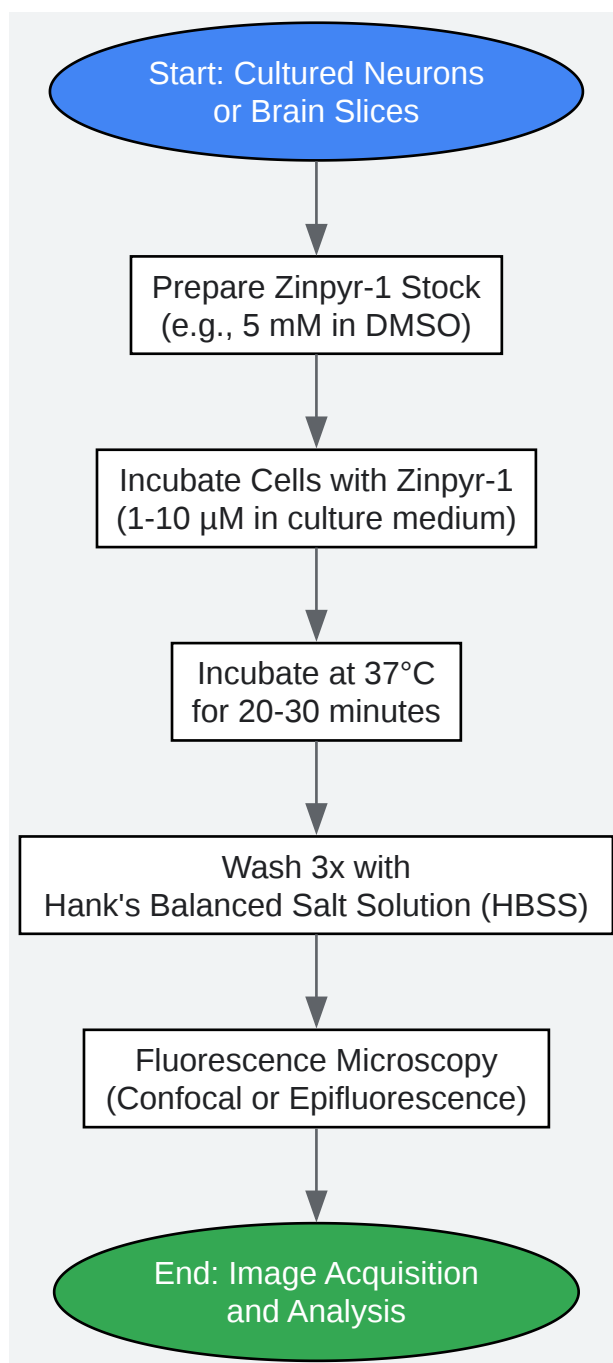 Start: Cultured Neurons
or Brain Slices
Prepare Zinpyr-1 Stock
(e.g., 5 mM in DMSO)
Incubate Cells with Zinpyr-1
(1-10 µM in culture medium)
Incubate at 37°C
for 20-30 minutes
Wash 3x with
Hank's Balanced Salt Solution (HBSS)
Fluorescence Microscopy
(Confocal or Epifluorescence)
End: Image Acquisition
and Analysis